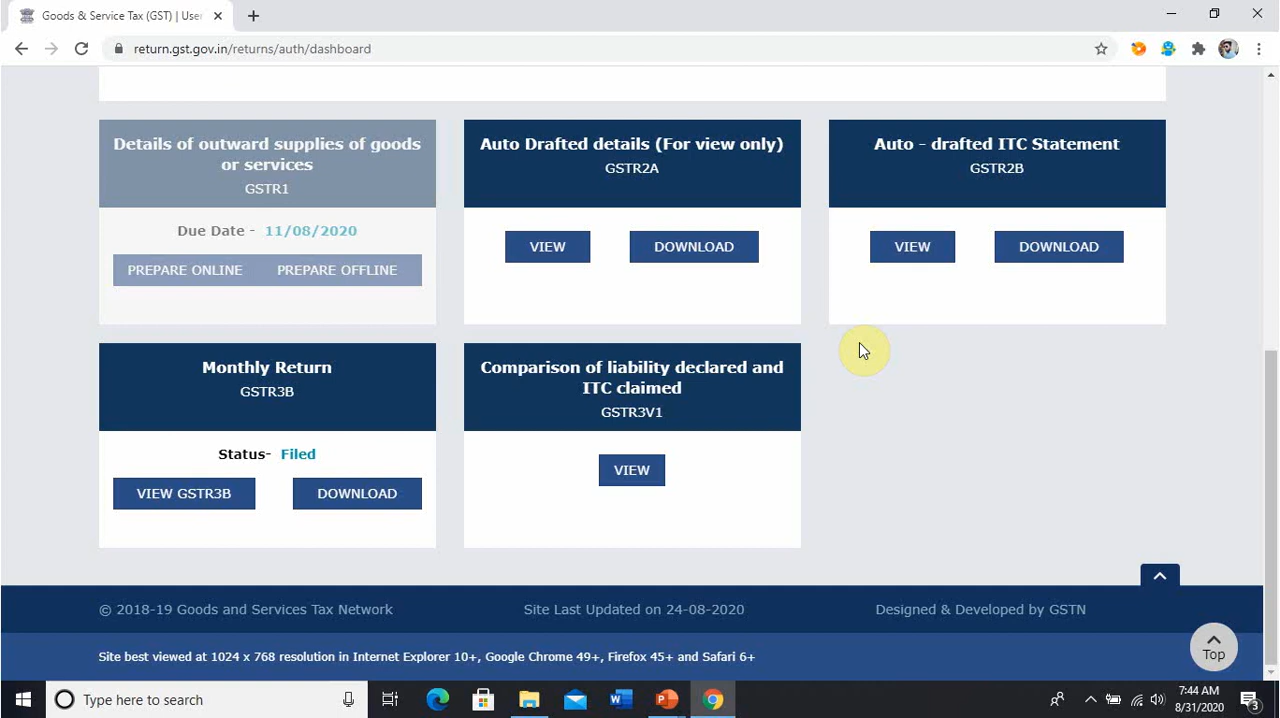 Goods & Service Tax (GST) | User
return.gst.gov.in/returns/auth/dashboard
Details of outward supplies of goods
or services
GSTR1
Due Date - 11/08/2020
PREPARE ONLINE PREPARE OFFLINE
Auto Drafted details (For view only)
GSTR2A
VIEW DOWNLOAD
Auto - drafted ITC Statement
GSTR2B
VIEW DOWNLOAD
Monthly Return
GSTR3B
Status- Filed
VIEW GSTR3B DOWNLOAD
Comparison of liability declared and
ITC claimed
GSTR3V1
VIEW
© 2018-19 Goods and Services Tax Network
Site Last Updated on 24-08-2020
Designed & Developed by GSTN
Site best viewed at 1024 x 768 resolution in Internet Explorer 10+, Google Chrome 49+, Firefox 45+ and Safari 6+
Top
Type here to search
7:44 AM
8/31/2020
3